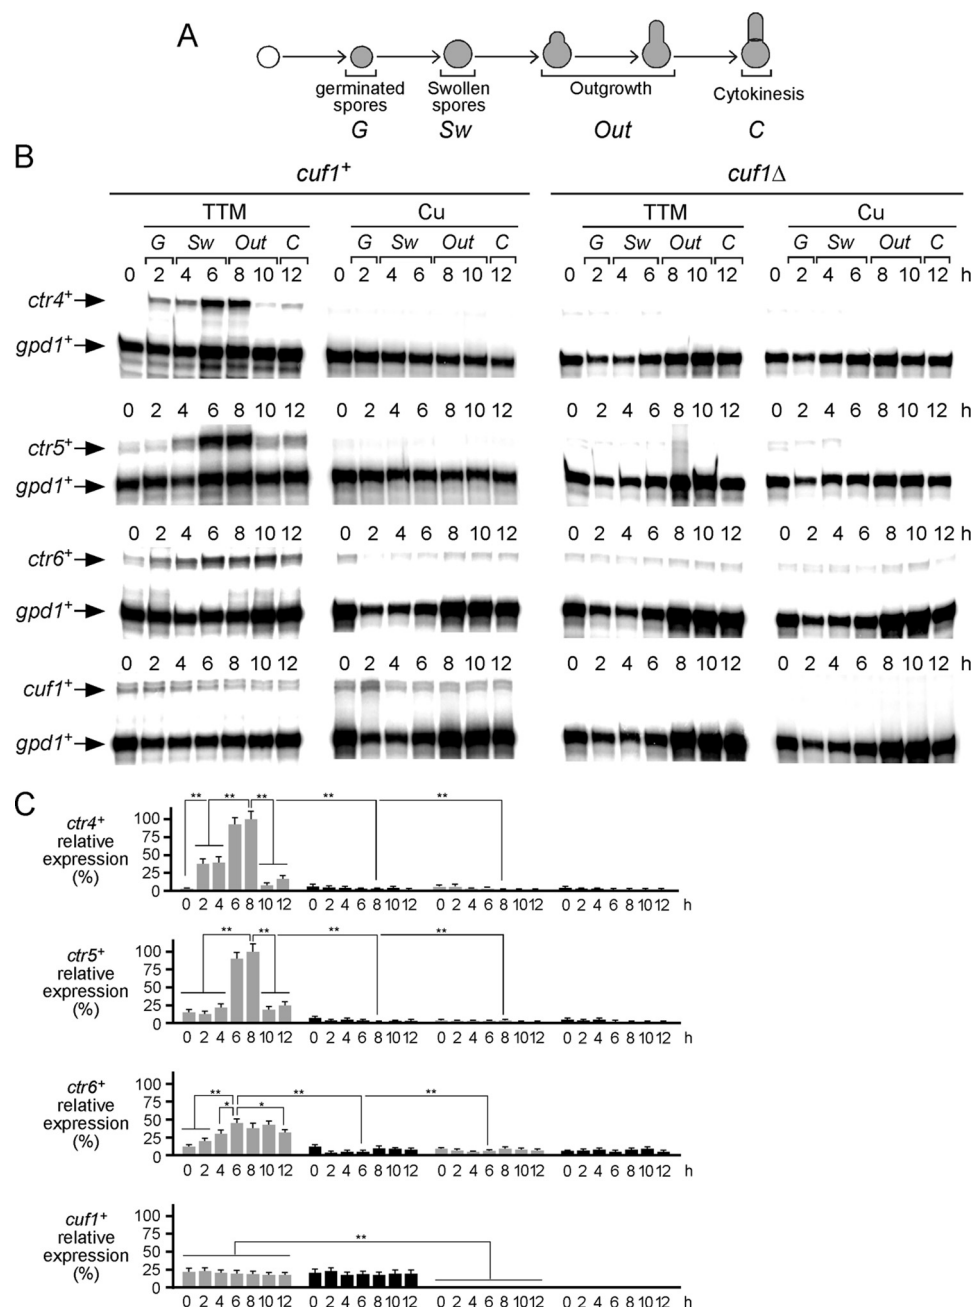 A
germinated spores
Swollen spores
Outgrowth
Cytokinesis
G Sw Out C
B
cuf1+ cuf1Δ
TTM Cu TTM Cu
G Sw Out C G Sw Out C G Sw Out C G Sw Out C
0 2 4 6 8 10 12 0 2 4 6 8 10 12 0 2 4 6 8 10 12 0 2 4 6 8 10 12 h
ctr4+
gpd1+
0 2 4 6 8 10 12 0 2 4 6 8 10 12 0 2 4 6 8 10 12 0 2 4 6 8 10 12 h
ctr5+
gpd1+
0 2 4 6 8 10 12 0 2 4 6 8 10 12 0 2 4 6 8 10 12 0 2 4 6 8 10 12 h
ctr6+
gpd1+
0 2 4 6 8 10 12 0 2 4 6 8 10 12 0 2 4 6 8 10 12 0 2 4 6 8 10 12 h
cuf1+
gpd1+
C
ctr4+
relative
expression
(%)
100
75
50
25
0
** ** ** ** **
0 2 4 6 8 10 12 0 2 4 6 8 10 12 0 2 4 6 8 10 12 0 2 4 6 8 10 12 h
ctr5+
relative
expression
(%)
100
75
50
25
0
** ** ** **
0 2 4 6 8 10 12 0 2 4 6 8 10 12 0 2 4 6 8 10 12 0 2 4 6 8 10 12 h
ctr6+
relative
expression
(%)
100
75
50
25
0
** ** **
* *
0 2 4 6 8 10 12 0 2 4 6 8 10 12 0 2 4 6 8 10 12 0 2 4 6 8 10 12 h
cuf1+
relative
expression
(%)
100
75
50
25
0
**
0 2 4 6 8 10 12 0 2 4 6 8 10 12 0 2 4 6 8 10 12 0 2 4 6 8 10 12 h